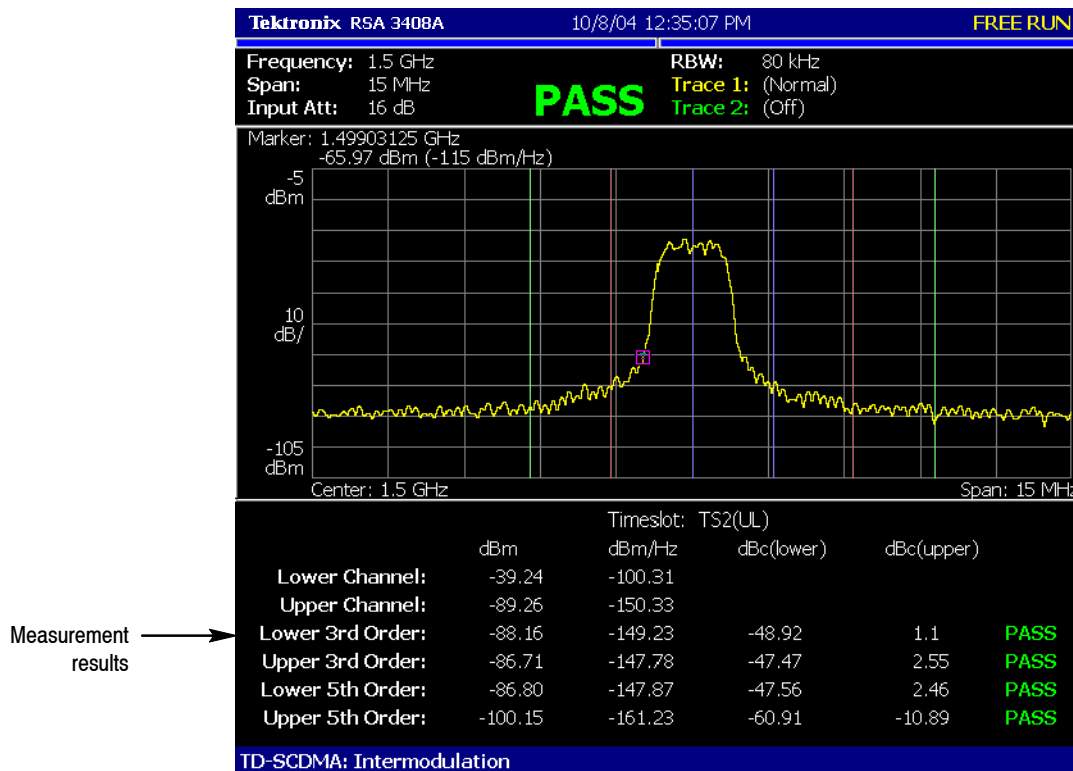 Tektronix RSA 3408A 10/8/04 12:35:07 PM FREE RUN
Frequency: 1.5 GHz RBW: 80 kHz
Span: 15 MHz PASS Trace 1: (Normal)
Input Att: 16 dB Trace 2: (Off)
Marker: 1.49903125 GHz
-65.97 dBm (-115 dBm/Hz)
-5
dBm
10
dB/
-105
dBm
Center: 1.5 GHz Span: 15 MHz
Timeslot: TS2(UL)
dBm dBm/Hz dBc(lower) dBc(upper)
Lower Channel: -39.24 -100.31
Upper Channel: -89.26 -150.33
Measurement results
Lower 3rd Order: -88.16 -149.23 -48.92 1.1 PASS
Upper 3rd Order: -86.71 -147.78 -47.47 2.55 PASS
Lower 5th Order: -86.80 -147.87 -47.56 2.46 PASS
Upper 5th Order: -100.15 -161.23 -60.91 -10.89 PASS
TD-SCDMA: Intermodulation